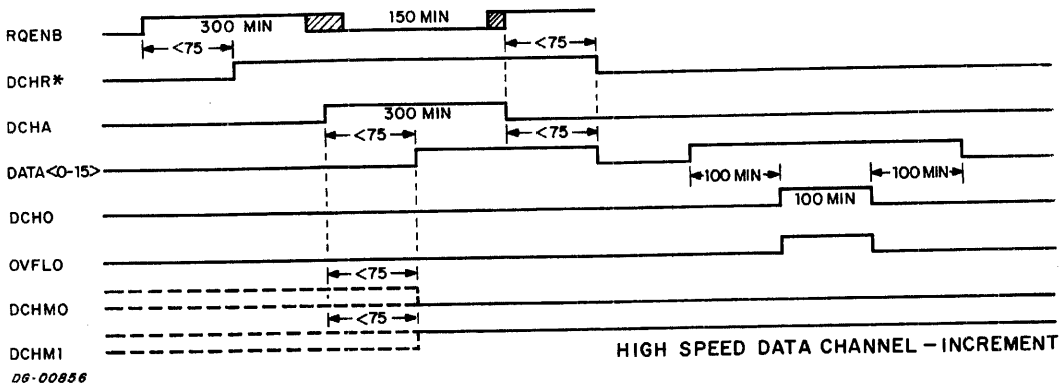 RQENB
300 MIN
150 MIN
<75
<75
DCHR*
DCHA
300 MIN
<75
<75
DATA<0-15>
100 MIN
100 MIN
DCHO
100 MIN
OVFLO
<75
DCHM0
<75
DCHM1
HIGH SPEED DATA CHANNEL – INCREMENT
DG-00856